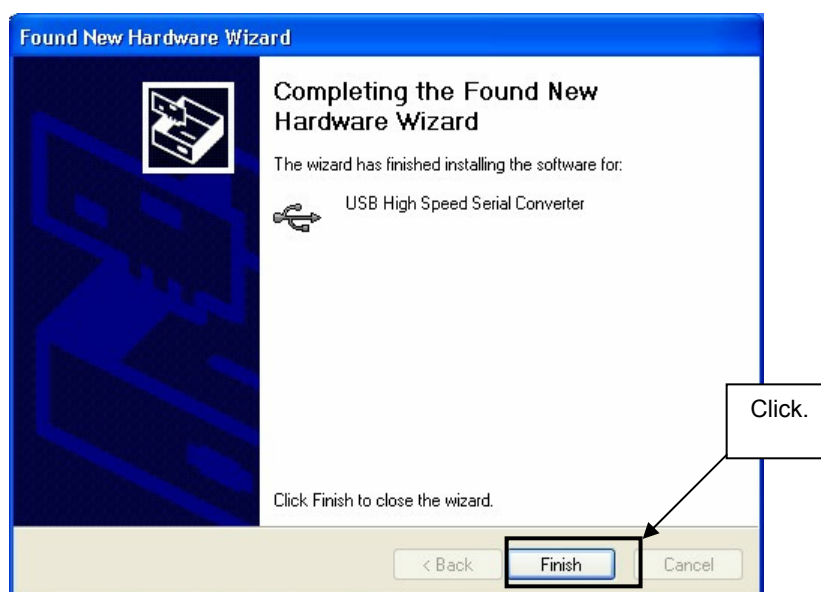 Found New Hardware Wizard
Completing the Found New
Hardware Wizard
The wizard has finished installing the software for:
USB High Speed Serial Converter
Click.
Click Finish to close the wizard.
< Back
Finish
Cancel